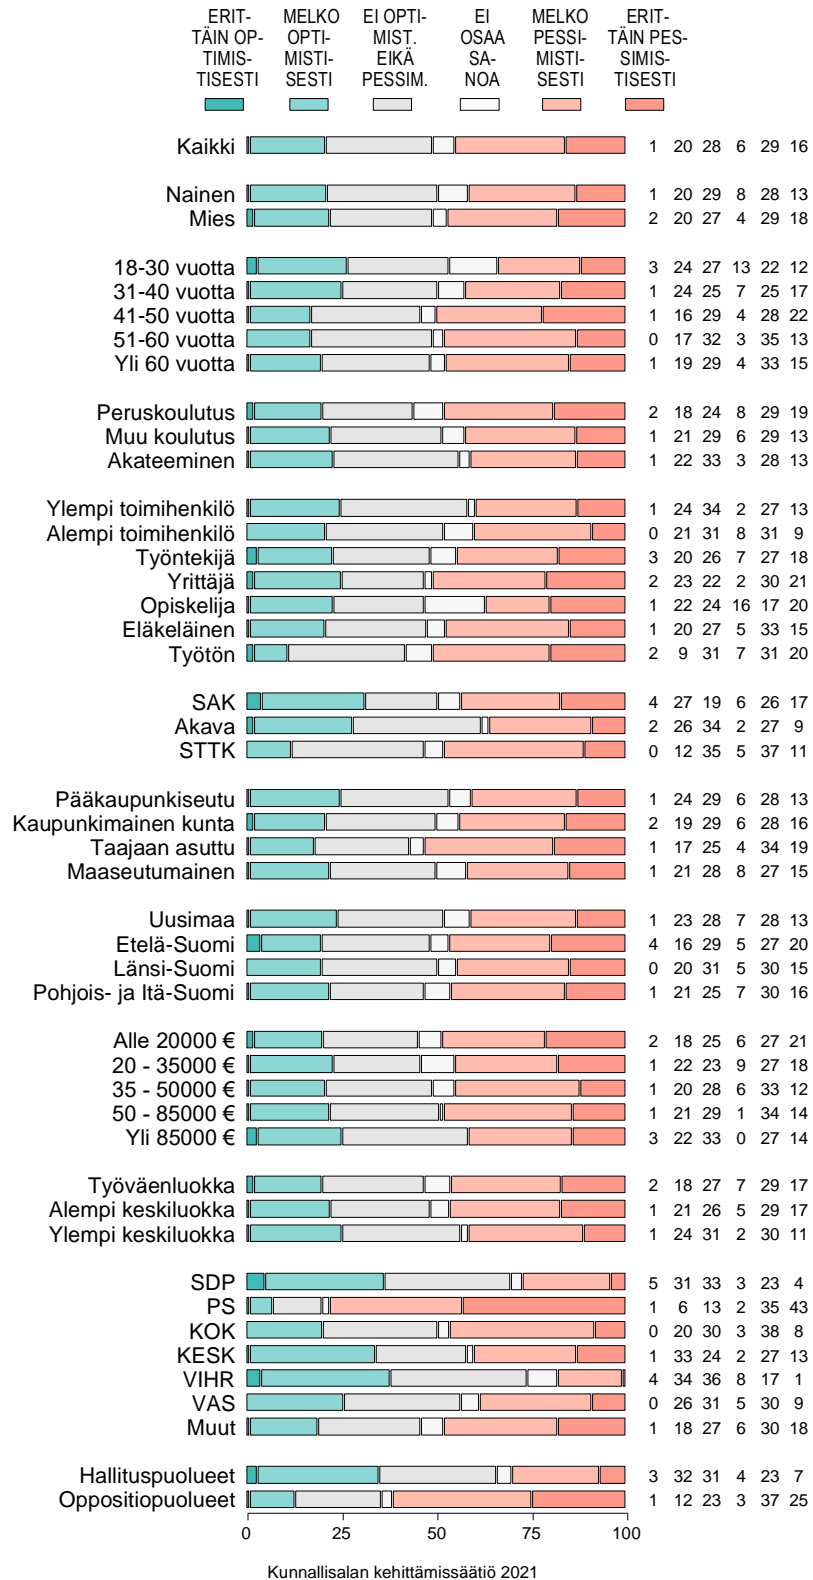 ERIT- MELKO EI OPTI- EI MELKO ERIT-
TÄIN OP- OPTI- MIST. OSAA PESSI- TÄIN PES-
TIMIS- MISTI- EIKÄ SA- MISTI- SIMIS-
TISESTI SESTI PESSIM. NOA SESTI TISESTI
Kaikki 1 20 28 6 29 16
Nainen 1 20 29 8 28 13
Mies 2 20 27 4 29 18
18-30 vuotta 3 24 27 13 22 12
31-40 vuotta 1 24 25 7 25 17
41-50 vuotta 1 16 29 4 28 22
51-60 vuotta 0 17 32 3 35 13
Yli 60 vuotta 1 19 29 4 33 15
Peruskoulutus 2 18 24 8 29 19
Muu koulutus 1 21 29 6 29 13
Akateeminen 1 22 33 3 28 13
Ylempi toimihenkilö 1 24 34 2 27 13
Alempi toimihenkilö 0 21 31 8 31 9
Työntekijä 3 20 26 7 27 18
Yrittäjä 2 23 22 2 30 21
Opiskelija 1 22 24 16 17 20
Eläkeläinen 1 20 27 5 33 15
Työtön 2 9 31 7 31 20
SAK 4 27 19 6 26 17
Akava 2 26 34 2 27 9
STTK 0 12 35 5 37 11
Pääkaupunkiseutu 1 24 29 6 28 13
Kaupunkimainen kunta 2 19 29 6 28 16
Taajaan asuttu 1 17 25 4 34 19
Maaseutumainen 1 21 28 8 27 15
Uusimaa 1 23 28 7 28 13
Etelä-Suomi 4 16 29 5 27 20
Länsi-Suomi 0 20 31 5 30 15
Pohjois- ja Itä-Suomi 1 21 25 7 30 16
Alle 20000 € 2 18 25 6 27 21
20 - 35000 € 1 22 23 9 27 18
35 - 50000 € 1 20 28 6 33 12
50 - 85000 € 1 21 29 1 34 14
Yli 85000 € 3 22 33 0 27 14
Työväenluokka 2 18 27 7 29 17
Alempi keskiluokka 1 21 26 5 29 17
Ylempi keskiluokka 1 24 31 2 30 11
SDP 5 31 33 3 23 4
PS 1 6 13 2 35 43
KOK 0 20 30 3 38 8
KESK 1 33 24 2 27 13
VIHR 4 34 36 8 17 1
VAS 0 26 31 5 30 9
Muut 1 18 27 6 30 18
Hallituspuolueet 3 32 31 4 23 7
Oppositiopuolueet 1 12 23 3 37 25
0 25 50 75 100
Kunnallisalan kehittämissäätiö 2021